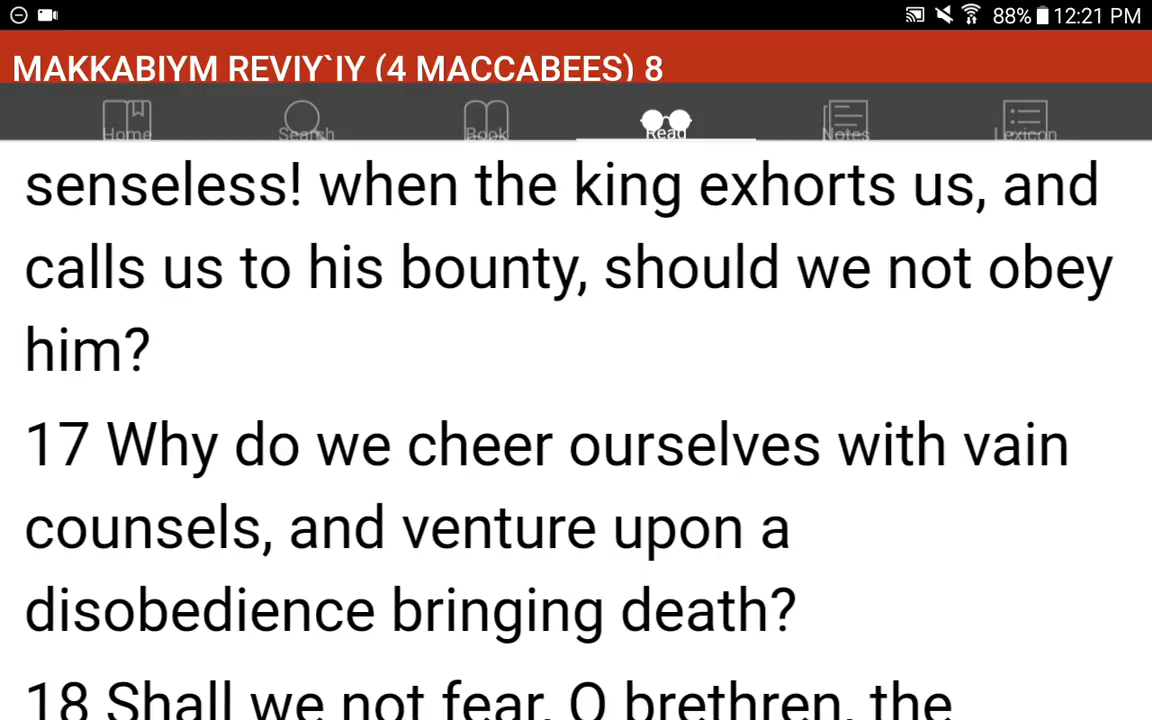 88% 12:21 PM
MAKKABIYM REVIY`IY (4 MACCABEES) 8
Home Search Book Read Notes Lexicon
senseless! when the king exhorts us, and
calls us to his bounty, should we not obey
him?
17 Why do we cheer ourselves with vain
counsels, and venture upon a
disobedience bringing death?
18 Shall we not fear, O brethren, the